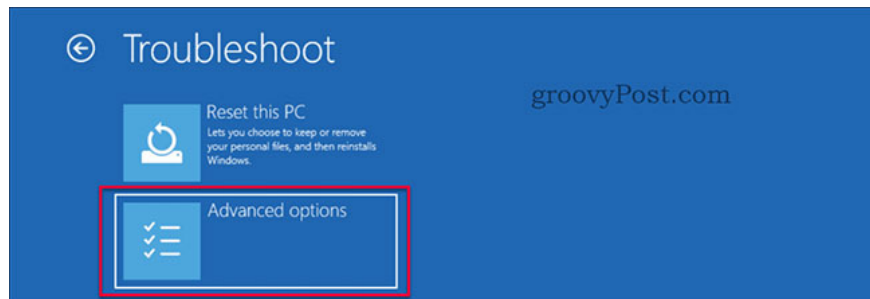 Troubleshoot
groovyPost.com
Reset this PC
Lets you choose to keep or remove
your personal files, and then reinstalls
Windows.
Advanced options